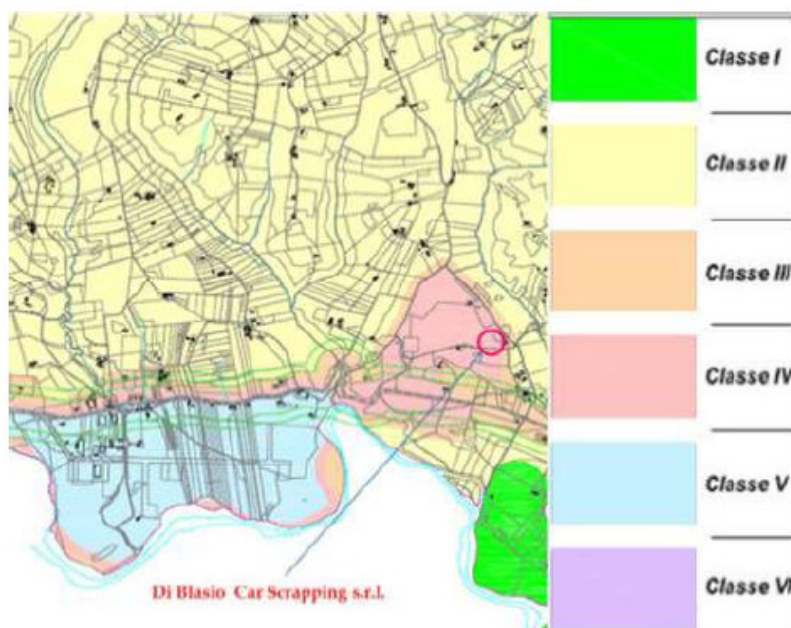 Classe I
Classe II
Classe III
Classe IV
Classe V
Classe VI
Di Blasio Car Scrapping s.r.l.